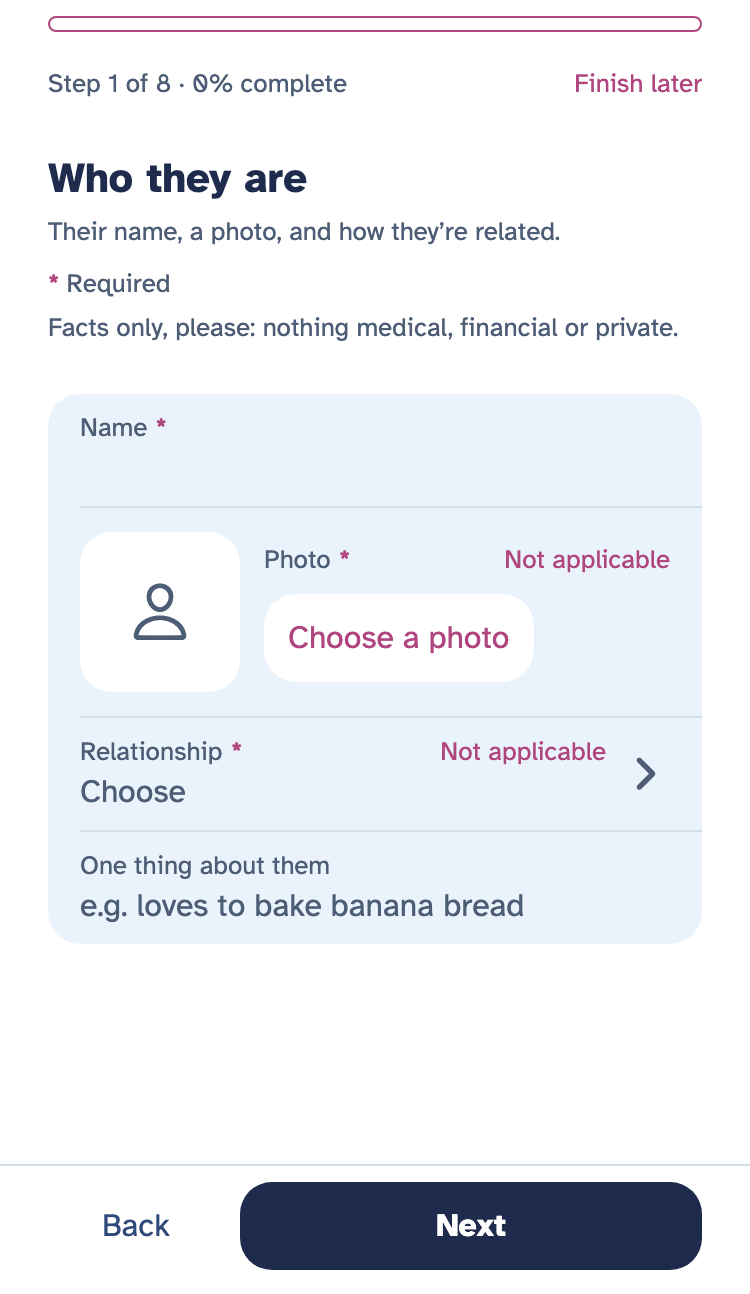 Step 1 of 8 · 0% complete
Finish later
Who they are
Their name, a photo, and how they’re related.
* Required
Facts only, please: nothing medical, financial or private.
Name *
Photo *
Not applicable
Choose a photo
Relationship *
Not applicable
Choose
One thing about them
e.g. loves to bake banana bread
Back
Next